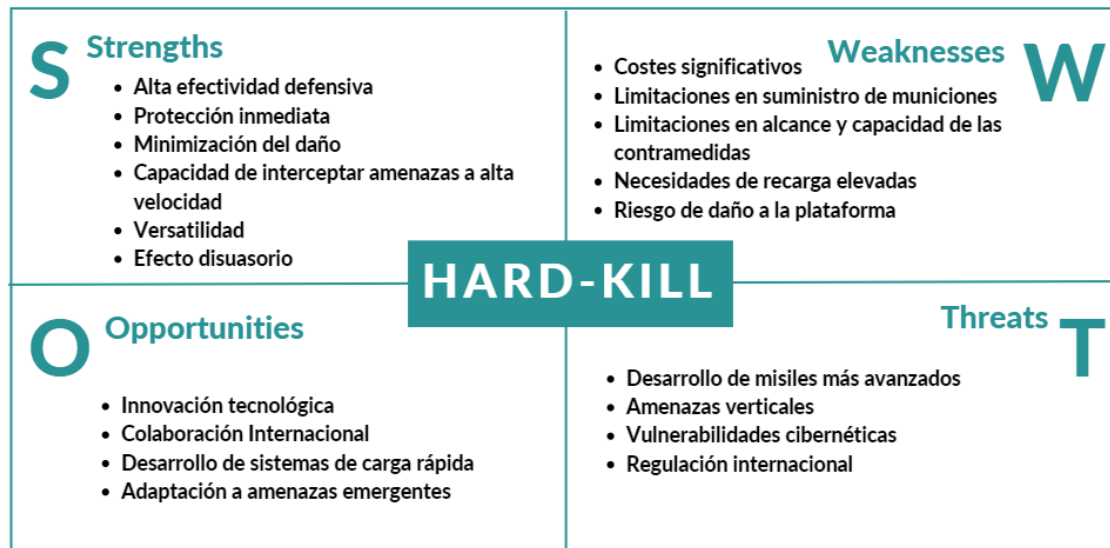 S
Strengths
• Alta efectividad defensiva
• Protección inmediata
• Minimización del daño
• Capacidad de interceptar amenazas a alta
velocidad
• Versatilidad
• Efecto disuasorio
Weaknesses
W
• Costes significativos
• Limitaciones en suministro de municiones
• Limitaciones en alcance y capacidad de las
contramedidas
• Necesidades de recarga elevadas
• Riesgo de daño a la plataforma
HARD-KILL
O
Opportunities
• Innovación tecnológica
• Colaboración Internacional
• Desarrollo de sistemas de carga rápida
• Adaptación a amenazas emergentes
Threats
T
• Desarrollo de misiles más avanzados
• Amenazas verticales
• Vulnerabilidades cibernéticas
• Regulación internacional